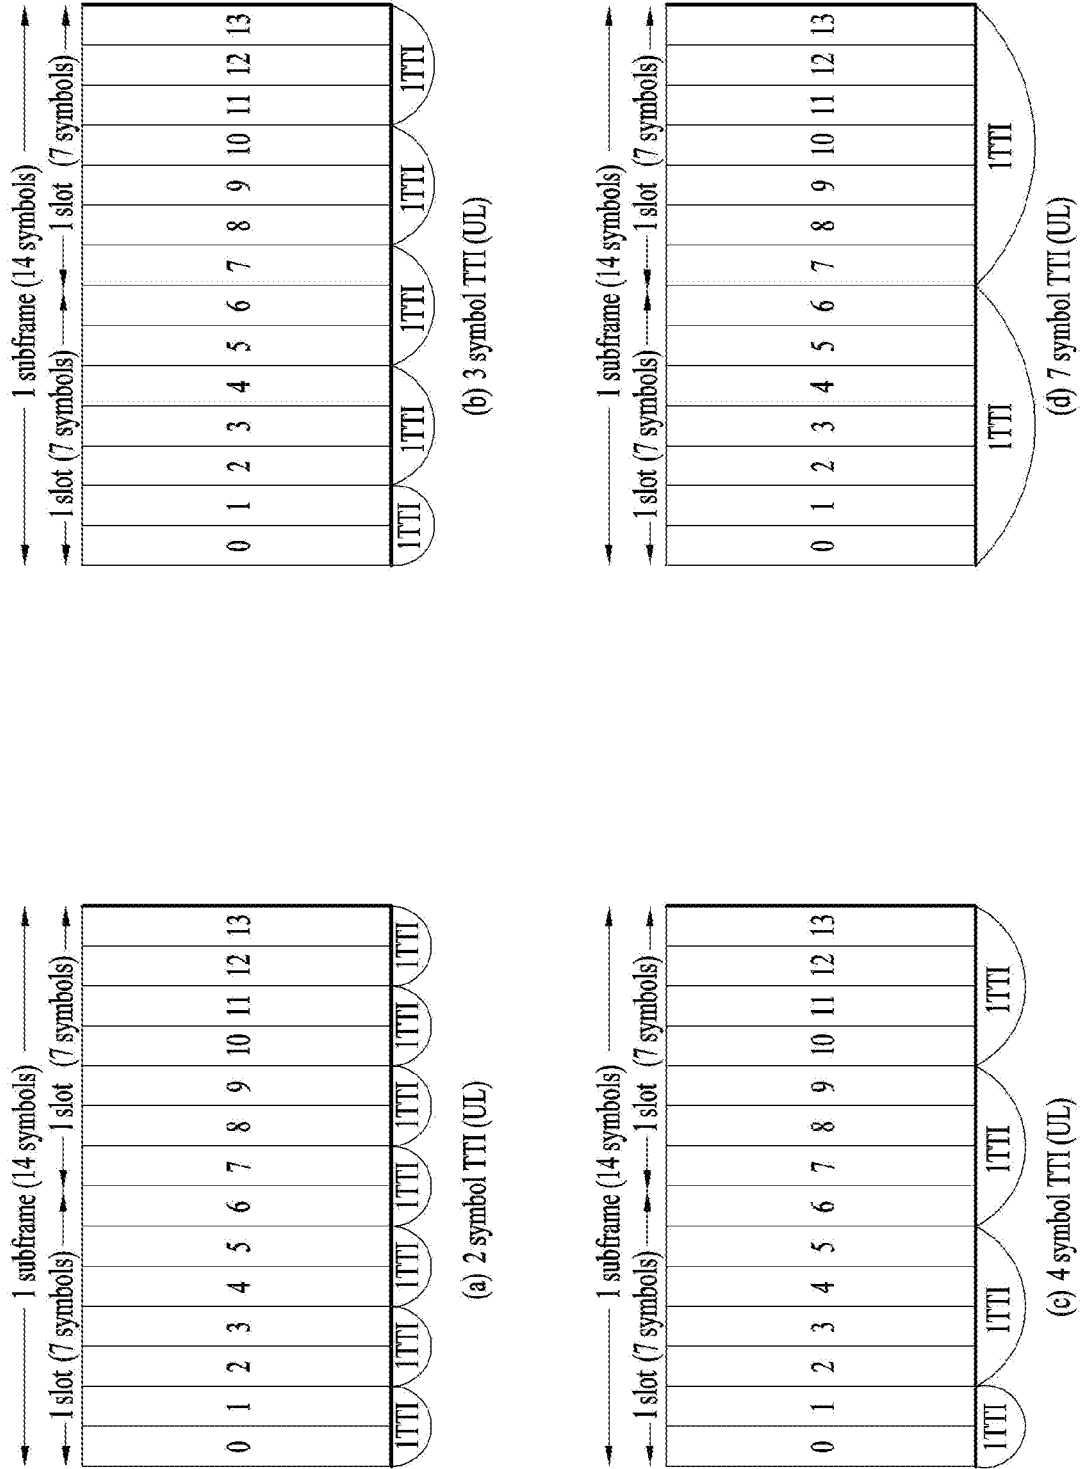 1 subframe (14 symbols)
1 slot (7 symbols) 1 slot (7 symbols)
0 1 2 3 4 5 6 7 8 9 10 11 12 13
1TTI 1TTI 1TTI 1TTI 1TTI 1TTI 1TTI
(a) 2 symbol TTI (UL)
1 subframe (14 symbols)
1 slot (7 symbols) 1 slot (7 symbols)
0 1 2 3 4 5 6 7 8 9 10 11 12 13
1TTI 1TTI 1TTI 1TTI 1TTI
(b) 3 symbol TTI (UL)
1 subframe (14 symbols)
1 slot (7 symbols) 1 slot (7 symbols)
0 1 2 3 4 5 6 7 8 9 10 11 12 13
1TTI 1TTI 1TTI 1TTI
(c) 4 symbol TTI (UL)
1 subframe (14 symbols)
1 slot (7 symbols) 1 slot (7 symbols)
0 1 2 3 4 5 6 7 8 9 10 11 12 13
1TTI 1TTI
(d) 7 symbol TTI (UL)